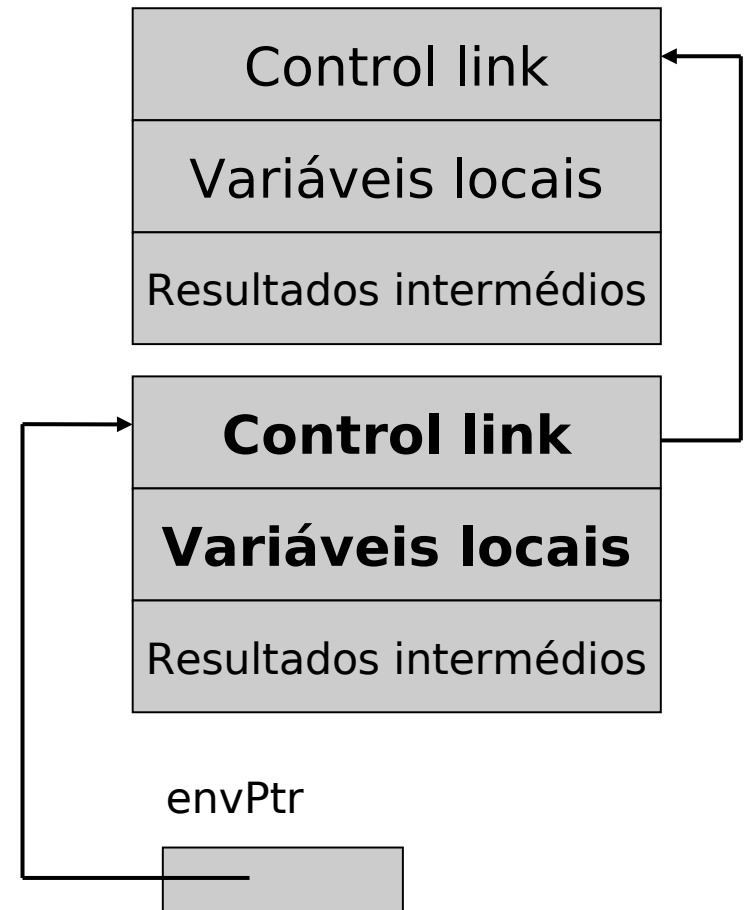 Control link
Variáveis locais
Resultados intermédios
Control link
Variáveis locais
Resultados intermédios
envPtr